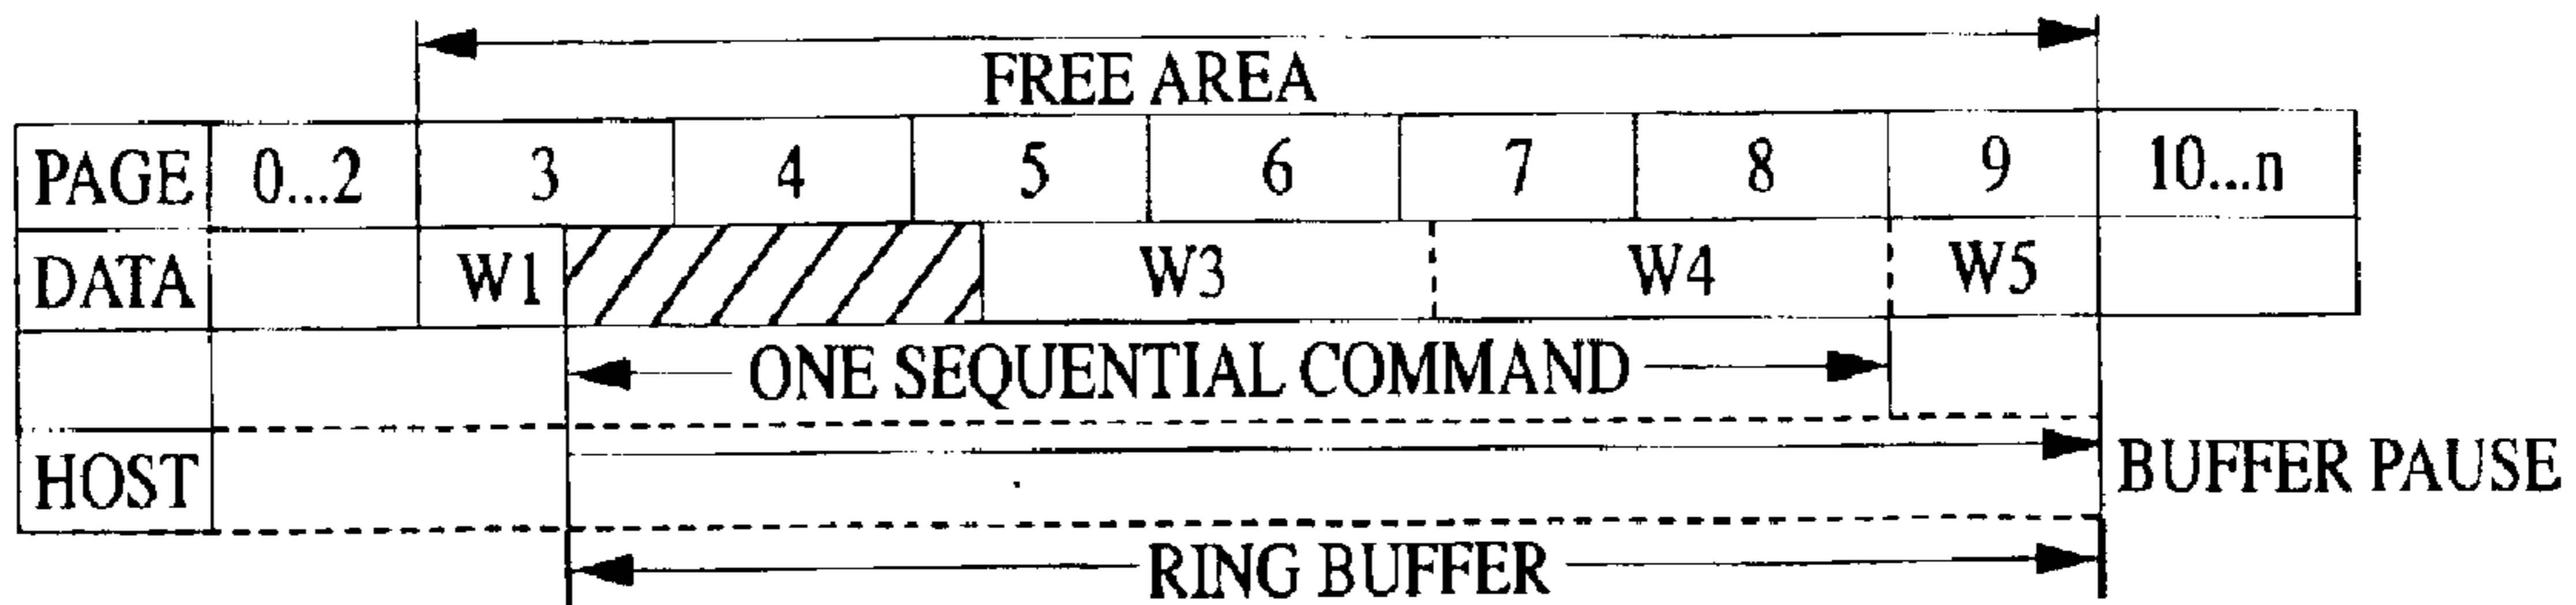 FREE AREA
PAGE 0...2 3 4 5 6 7 8 9 10...n
DATA W1 W3 W4 W5
ONE SEQUENTIAL COMMAND
HOST BUFFER PAUSE
RING BUFFER